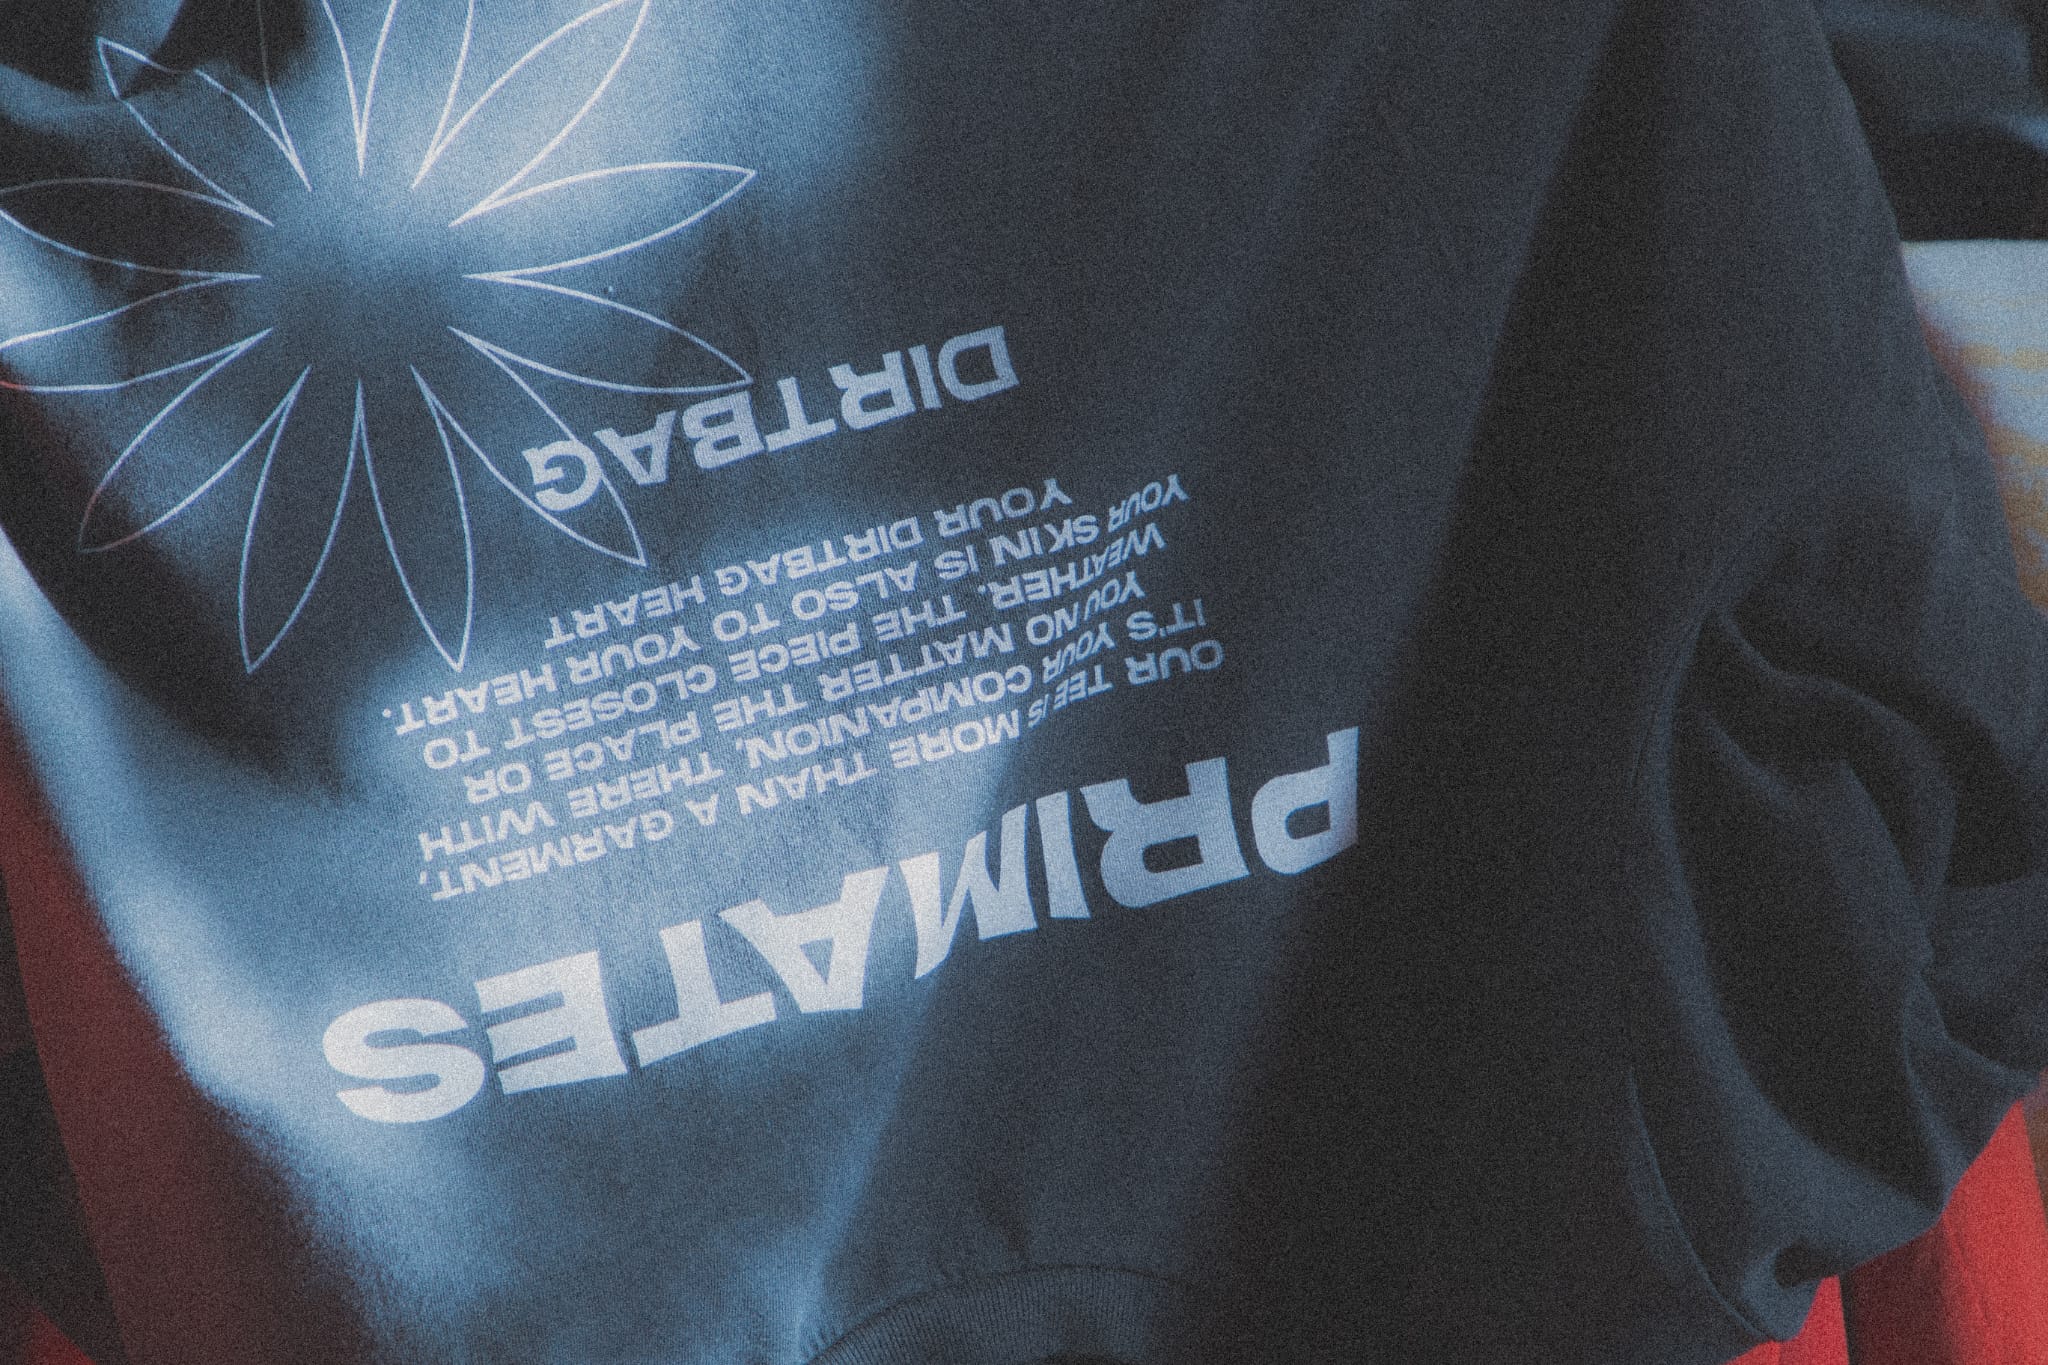 PRIMATES
OUR TEE IS MORE THAN A GARMENT,
IT'S YOUR COMPANION, THERE WITH
YOU NO MATTER THE PLACE OR
WEATHER. THE PIECE CLOSEST TO
YOUR SKIN IS ALSO TO YOUR HEART.
YOUR DIRTBAG HEART
DIRTBAG